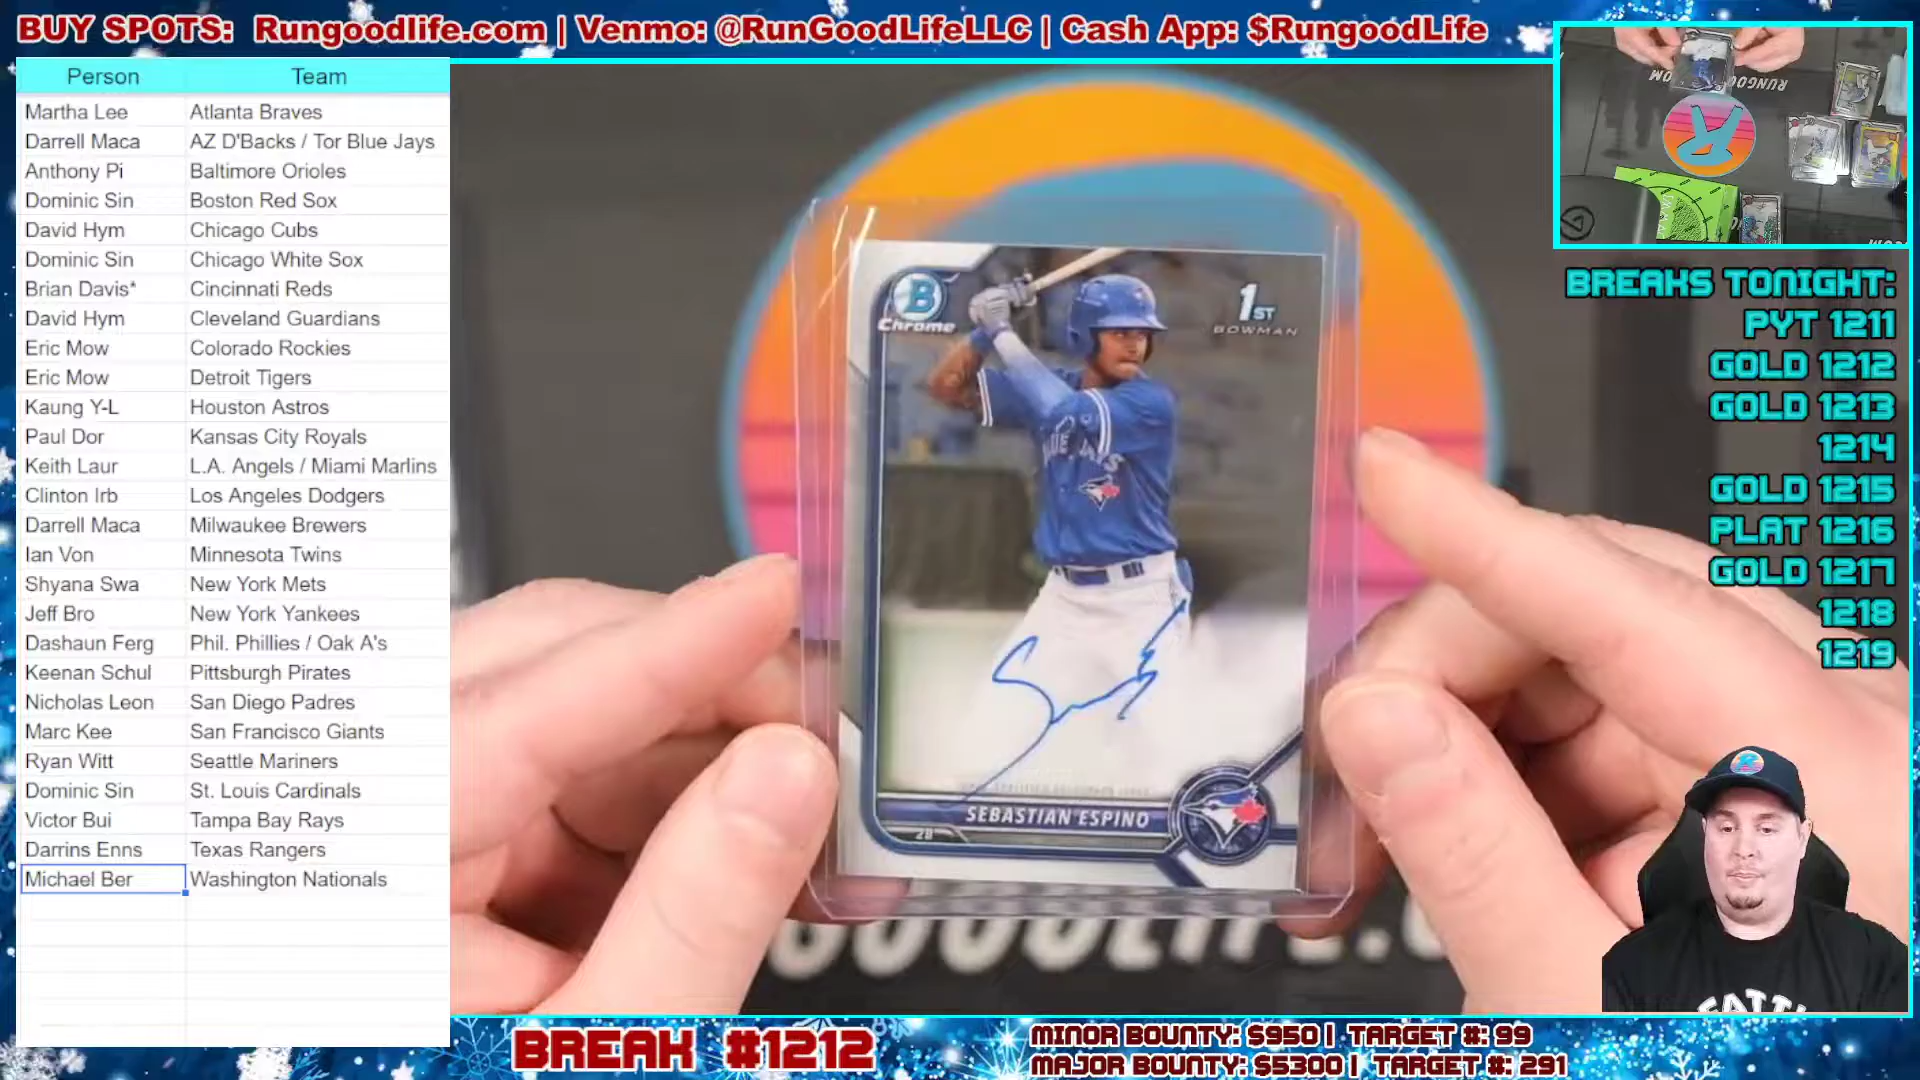 BUY SPOTS: Rungoodlife.com | Venmo: @RunGoodLifeLLC | Cash App: $RungoodLife
Person Team
Martha Lee Atlanta Braves
Darrell Maca AZ D'Backs / Tor Blue Jays
Anthony Pi Baltimore Orioles
Dominic Sin Boston Red Sox
David Hym Chicago Cubs
Dominic Sin Chicago White Sox
Brian Davis* Cincinnati Reds
David Hym Cleveland Guardians
Eric Mow Colorado Rockies
Eric Mow Detroit Tigers
Kaung Y-L Houston Astros
Paul Dor Kansas City Royals
Keith Laur L.A. Angels / Miami Marlins
Clinton Irb Los Angeles Dodgers
Darrell Maca Milwaukee Brewers
Ian Von Minnesota Twins
Shyana Swa New York Mets
Jeff Bro New York Yankees
Dashaun Ferg Phil. Phillies / Oak A's
Keenan Schul Pittsburgh Pirates
Nicholas Leon San Diego Padres
Marc Kee San Francisco Giants
Ryan Witt Seattle Mariners
Dominic Sin St. Louis Cardinals
Victor Bui Tampa Bay Rays
Darrins Enns Texas Rangers
Michael Ber Washington Nationals
B
Chrome
1ST
BOWMAN
BLUE JAYS
SEBASTIAN ESPINO
2B
BREAKS TONIGHT:
PYT 1211
GOLD 1212
GOLD 1213
1214
GOLD 1215
PLAT 1216
GOLD 1217
1218
1219
BREAK #1212
MINOR BOUNTY: $950 | TARGET #: 99
MAJOR BOUNTY: $5300 | TARGET #: 291